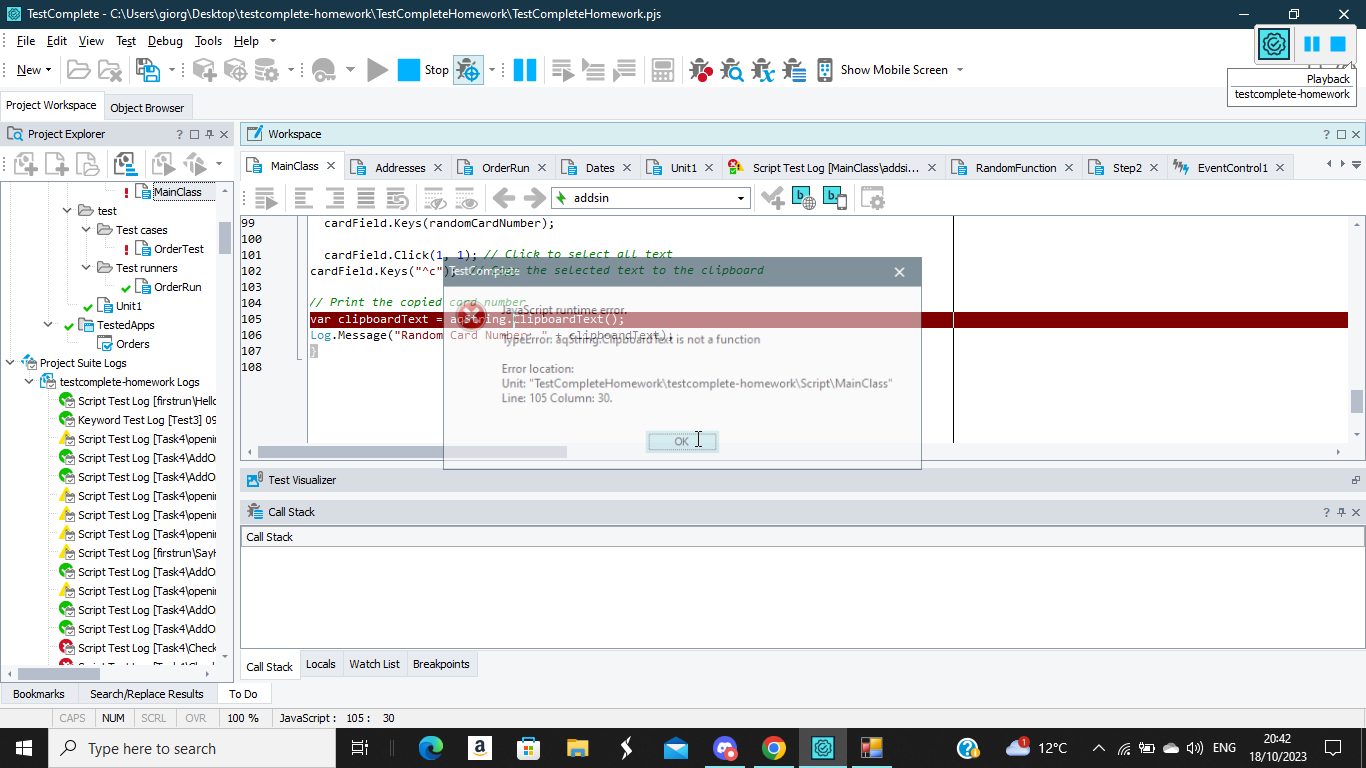 TestComplete - C:\Users\giorg\Desktop\testcomplete-homework\TestCompleteHomework\TestCompleteHomework.pjs
File Edit View Test Debug Tools Help
New Stop Show Mobile Screen
Playback
testcomplete-homework
Project Workspace Object Browser
Project Explorer
Workspace
MainClass Addresses OrderRun Dates Unit1 Script Test Log [MainClass\addsi... RandomFunction Step2 EventControl1
addsin
MainClass
test
Test cases
OrderTest
Test runners
OrderRun
Unit1
TestedApps
Orders
Project Suite Logs
testcomplete-homework Logs
Script Test Log [firstrun\Hello
Keyword Test Log [Test3] 09
Script Test Log [Task4\openin
Script Test Log [Task4\AddO
Script Test Log [Task4\AddO
Script Test Log [Task4\openi
Script Test Log [Task4\openi
Script Test Log [Task4\openi
Script Test Log [firstrun\SayH
Script Test Log [Task4\AddO
Script Test Log [Task4\openi
Script Test Log [Task4\AddO
Script Test Log [Task4\AddO
Script Test Log [Task4\Check
99 cardField.Keys(randomCardNumber);
100
101 cardField.Click(1, 1); // Click to select all text
102 cardField.Keys("^c"); the selected text to the clipboard
103
104 // Print the copied card number
105 var clipboardText = aqString.ClipboardText();
106 Log.Message("Random Card Number: " + clipboardText);
107 }
108
TestComplete
JavaScript runtime error.
TypeError: aqString.ClipboardText is not a function
Error location:
Unit: "TestCompleteHomework\testcomplete-homework\Script\MainClass"
Line: 105 Column: 30.
OK
Test Visualizer
Call Stack
Call Stack
Call Stack Locals Watch List Breakpoints
Bookmarks Search/Replace Results To Do
CAPS NUM SCRL OVR 100 % JavaScript : 105 : 30
Type here to search
1 12°C ENG 20:42
18/10/2023